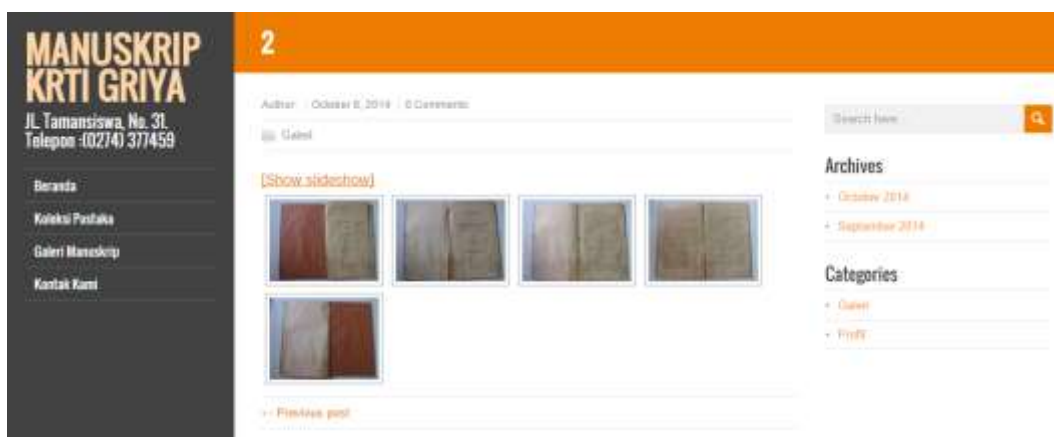 MANUSKRIP
KRTI GRIYA
JL. Tamansiswa, No. 31,
Telepon :(0274) 377459
Beranda
Koleksi Pustaka
Galeri Manuskrip
Kontak Kami
2
Author October 8, 2014 0 Comments
Galeri
[Show slideshow]
← Previous post
Search here
Archives
October 2014
September 2014
Categories
Galeri
Profil